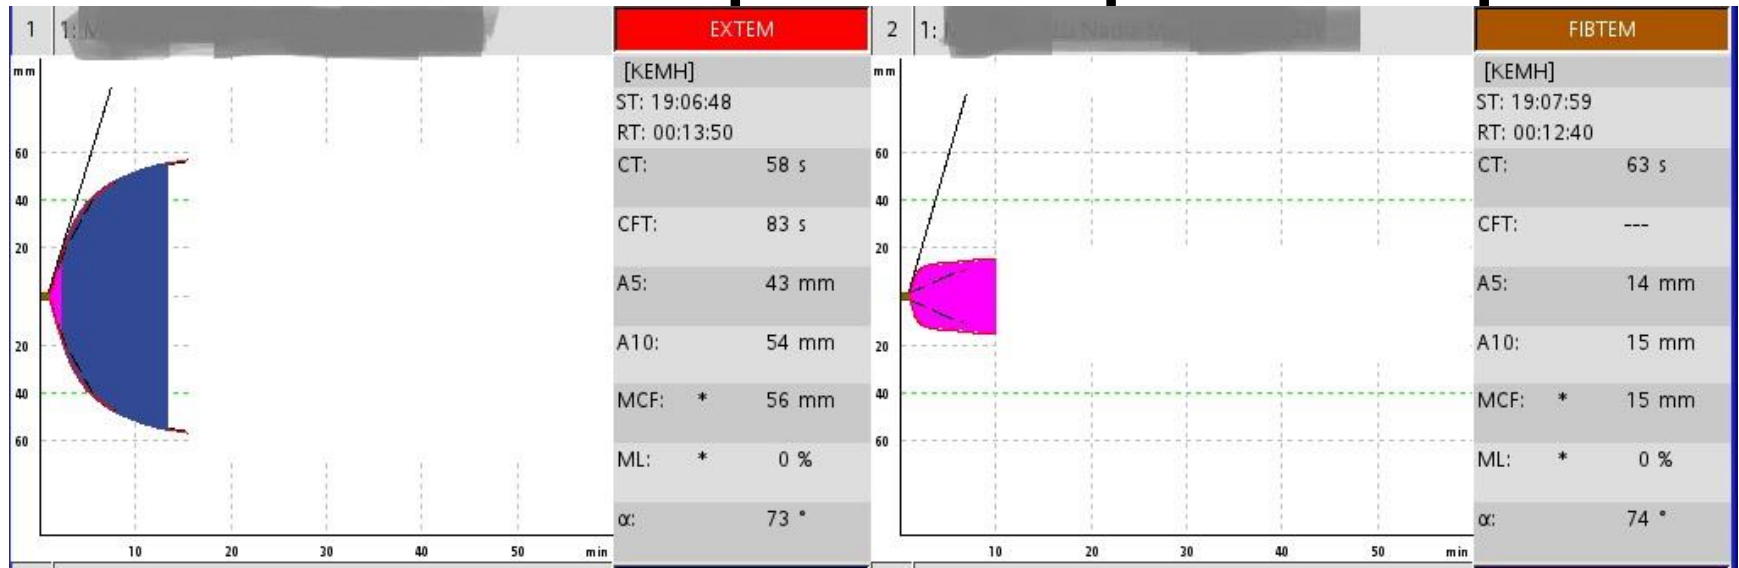 1
1:
EXTEM
[KEMH]
ST: 19:06:48
RT: 00:13:50
CT: 58 s
CFT: 83 s
A5: 43 mm
A10: 54 mm
MCF: * 56 mm
ML: * 0 %
α: 73 °
mm
60
40
20
20
40
60
10 20 30 40 50 min
2
1:
FIBTEM
[KEMH]
ST: 19:07:59
RT: 00:12:40
CT: 63 s
CFT: ---
A5: 14 mm
A10: 15 mm
MCF: * 15 mm
ML: * 0 %
α: 74 °
mm
60
40
20
20
40
60
10 20 30 40 50 min